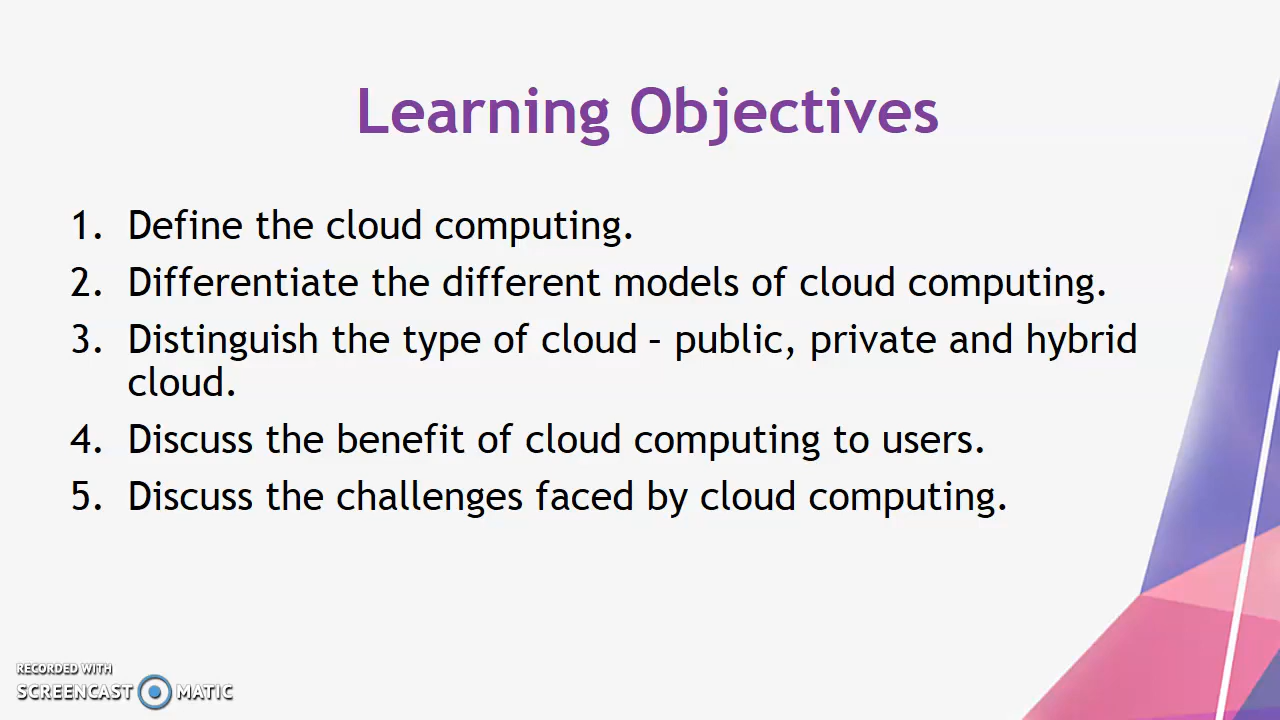 Learning Objectives
1. Define the cloud computing.
2. Differentiate the different models of cloud computing.
3. Distinguish the type of cloud – public, private and hybrid
cloud.
4. Discuss the benefit of cloud computing to users.
5. Discuss the challenges faced by cloud computing.
RECORDED WITH
SCREENCAST MATIC